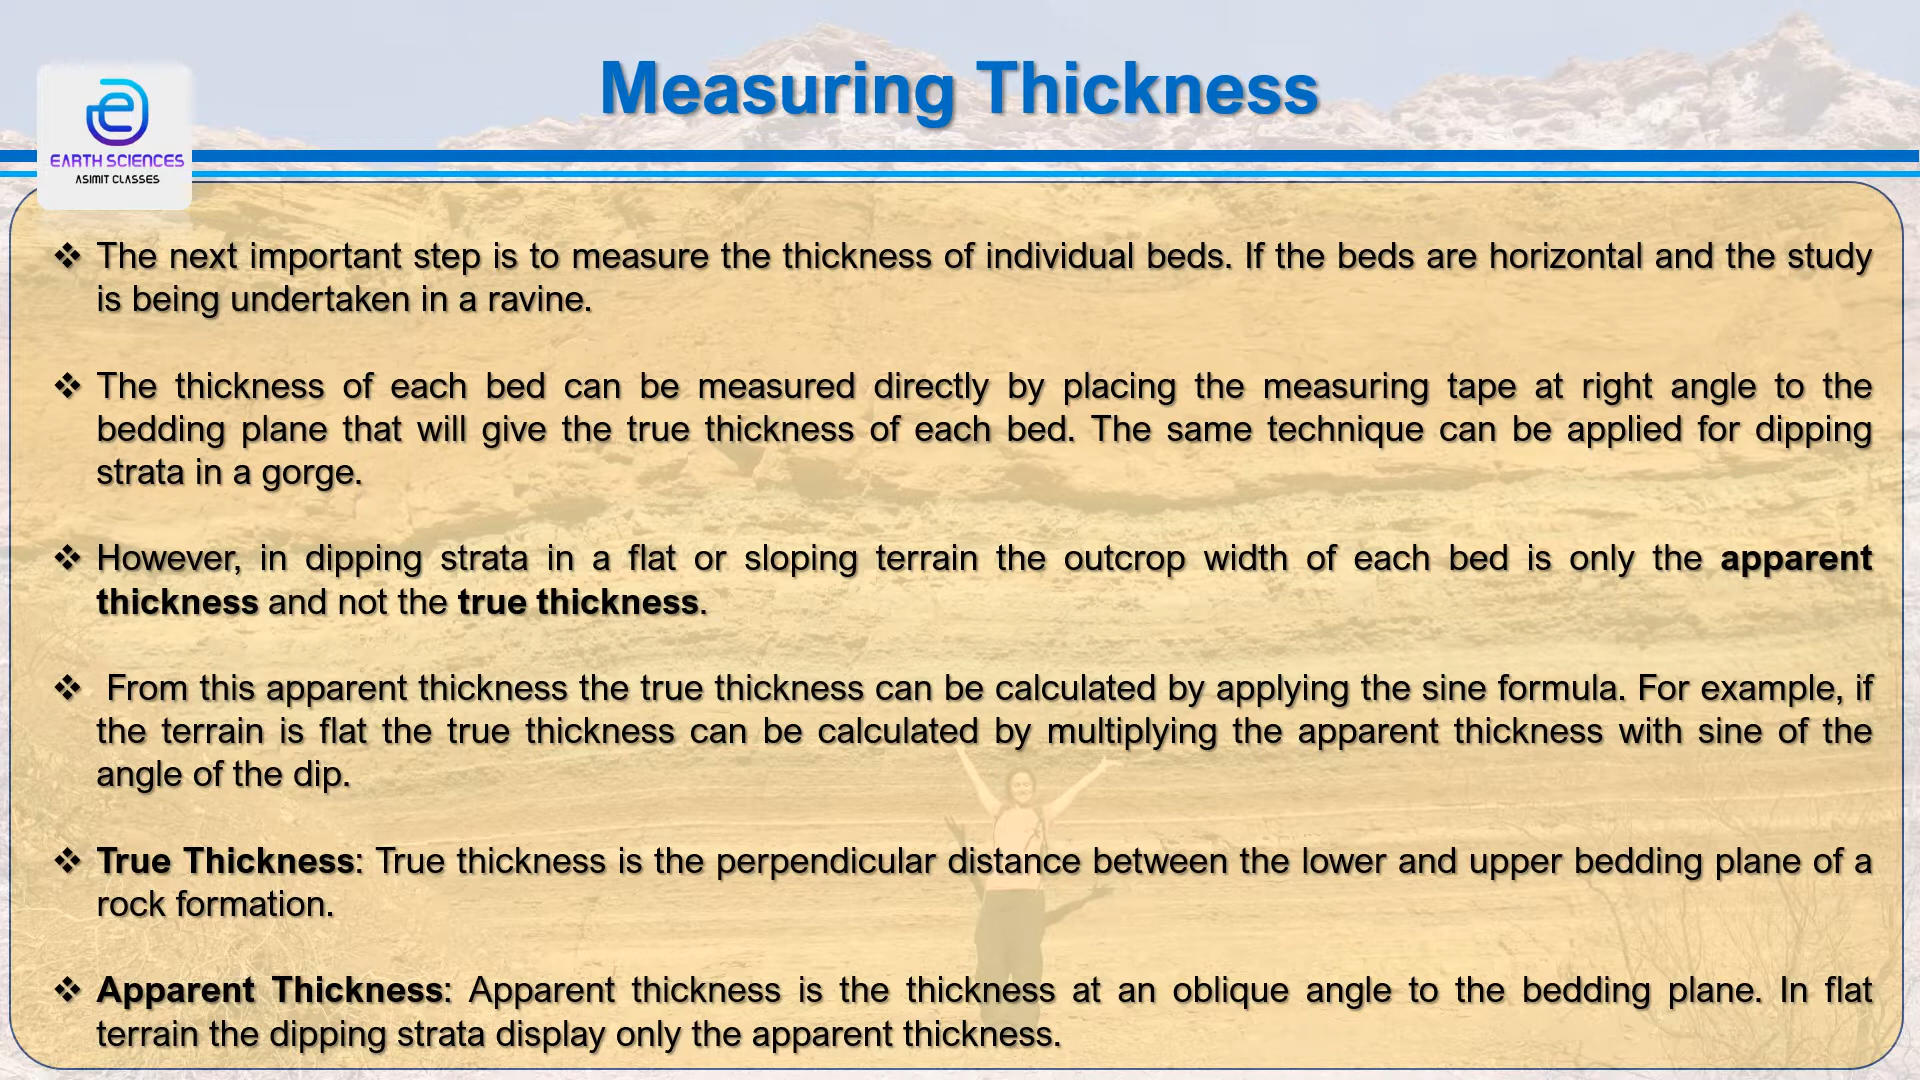 Measuring Thickness
EARTH SCIENCES
ASIMIT CLASSES
❖ The next important step is to measure the thickness of individual beds. If the beds are horizontal and the study
is being undertaken in a ravine.
❖ The thickness of each bed can be measured directly by placing the measuring tape at right angle to the
bedding plane that will give the true thickness of each bed. The same technique can be applied for dipping
strata in a gorge.
❖ However, in dipping strata in a flat or sloping terrain the outcrop width of each bed is only the apparent
thickness and not the true thickness.
❖ From this apparent thickness the true thickness can be calculated by applying the sine formula. For example, if
the terrain is flat the true thickness can be calculated by multiplying the apparent thickness with sine of the
angle of the dip.
❖ True Thickness: True thickness is the perpendicular distance between the lower and upper bedding plane of a
rock formation.
❖ Apparent Thickness: Apparent thickness is the thickness at an oblique angle to the bedding plane. In flat
terrain the dipping strata display only the apparent thickness.